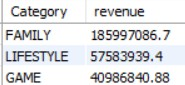 Category revenue
FAMILY 185997086.7
LIFESTYLE 57583939.4
GAME 40986840.88